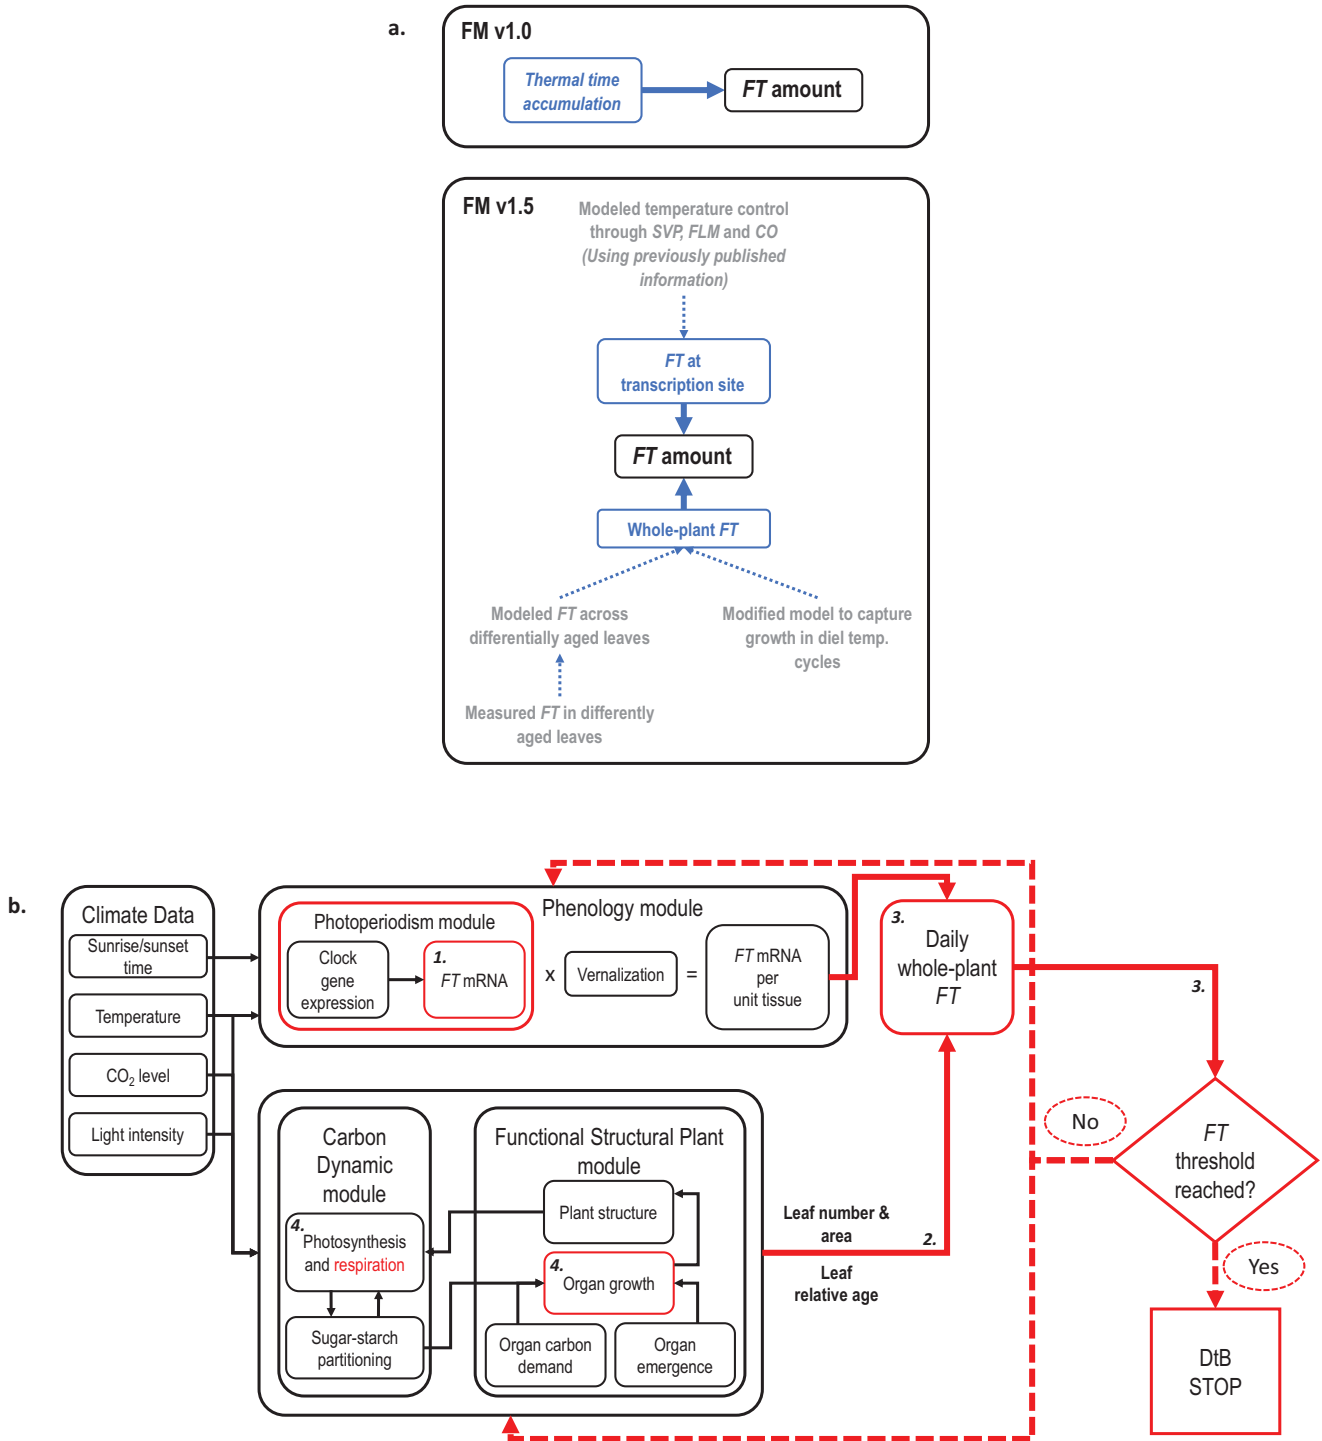 a.
FM v1.0
Thermal time
accumulation
FT amount
FM v1.5
Modeled temperature control
through SVP, FLM and CO
(Using previously published
information)
FT at
transcription site
FT amount
Whole-plant FT
Modeled FT across
differentially aged leaves
Modified model to capture
growth in diel temp.
cycles
Measured FT in differently
aged leaves
b.
Climate Data
Sunrise/sunset
time
Temperature
CO2 level
Light intensity
Phenology module
Photoperiodism module
Clock
gene
expression
1.
FT mRNA
x
Vernalization
=
FT mRNA
per
unit tissue
3.
Daily
whole-plant
FT
3.
Carbon
Dynamic
module
4.
Photosynthesis
and respiration
Sugar-starch
partitioning
Functional Structural Plant
module
Plant structure
4.
Organ growth
Organ carbon
demand
Organ
emergence
Leaf number &
area
2.
Leaf
relative age
No
FT
threshold
reached?
Yes
DtB
STOP